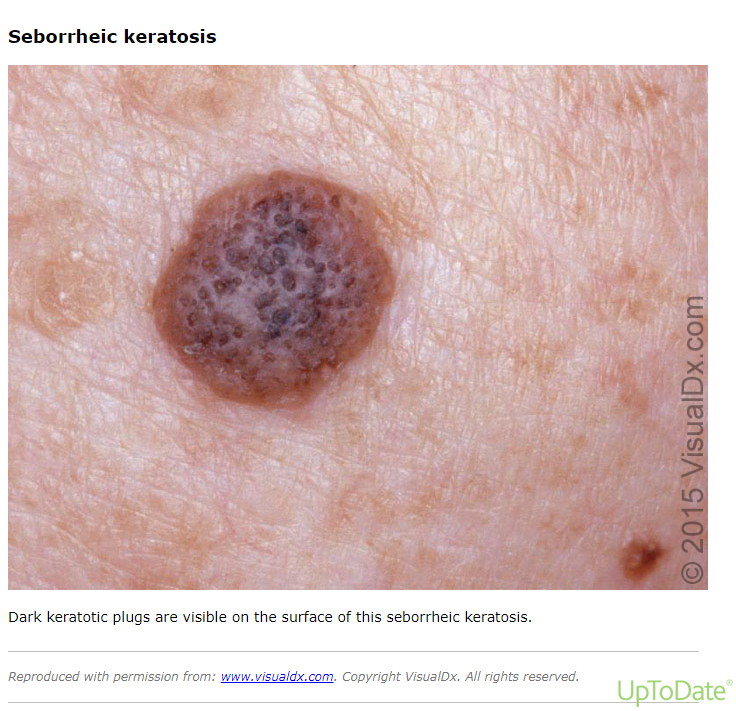 Seborrheic keratosis
© 2015 VisualDx.com
Dark keratotic plugs are visible on the surface of this seborrheic keratosis.
Reproduced with permission from: www.visualdx.com. Copyright VisualDx. All rights reserved.
UpToDate®